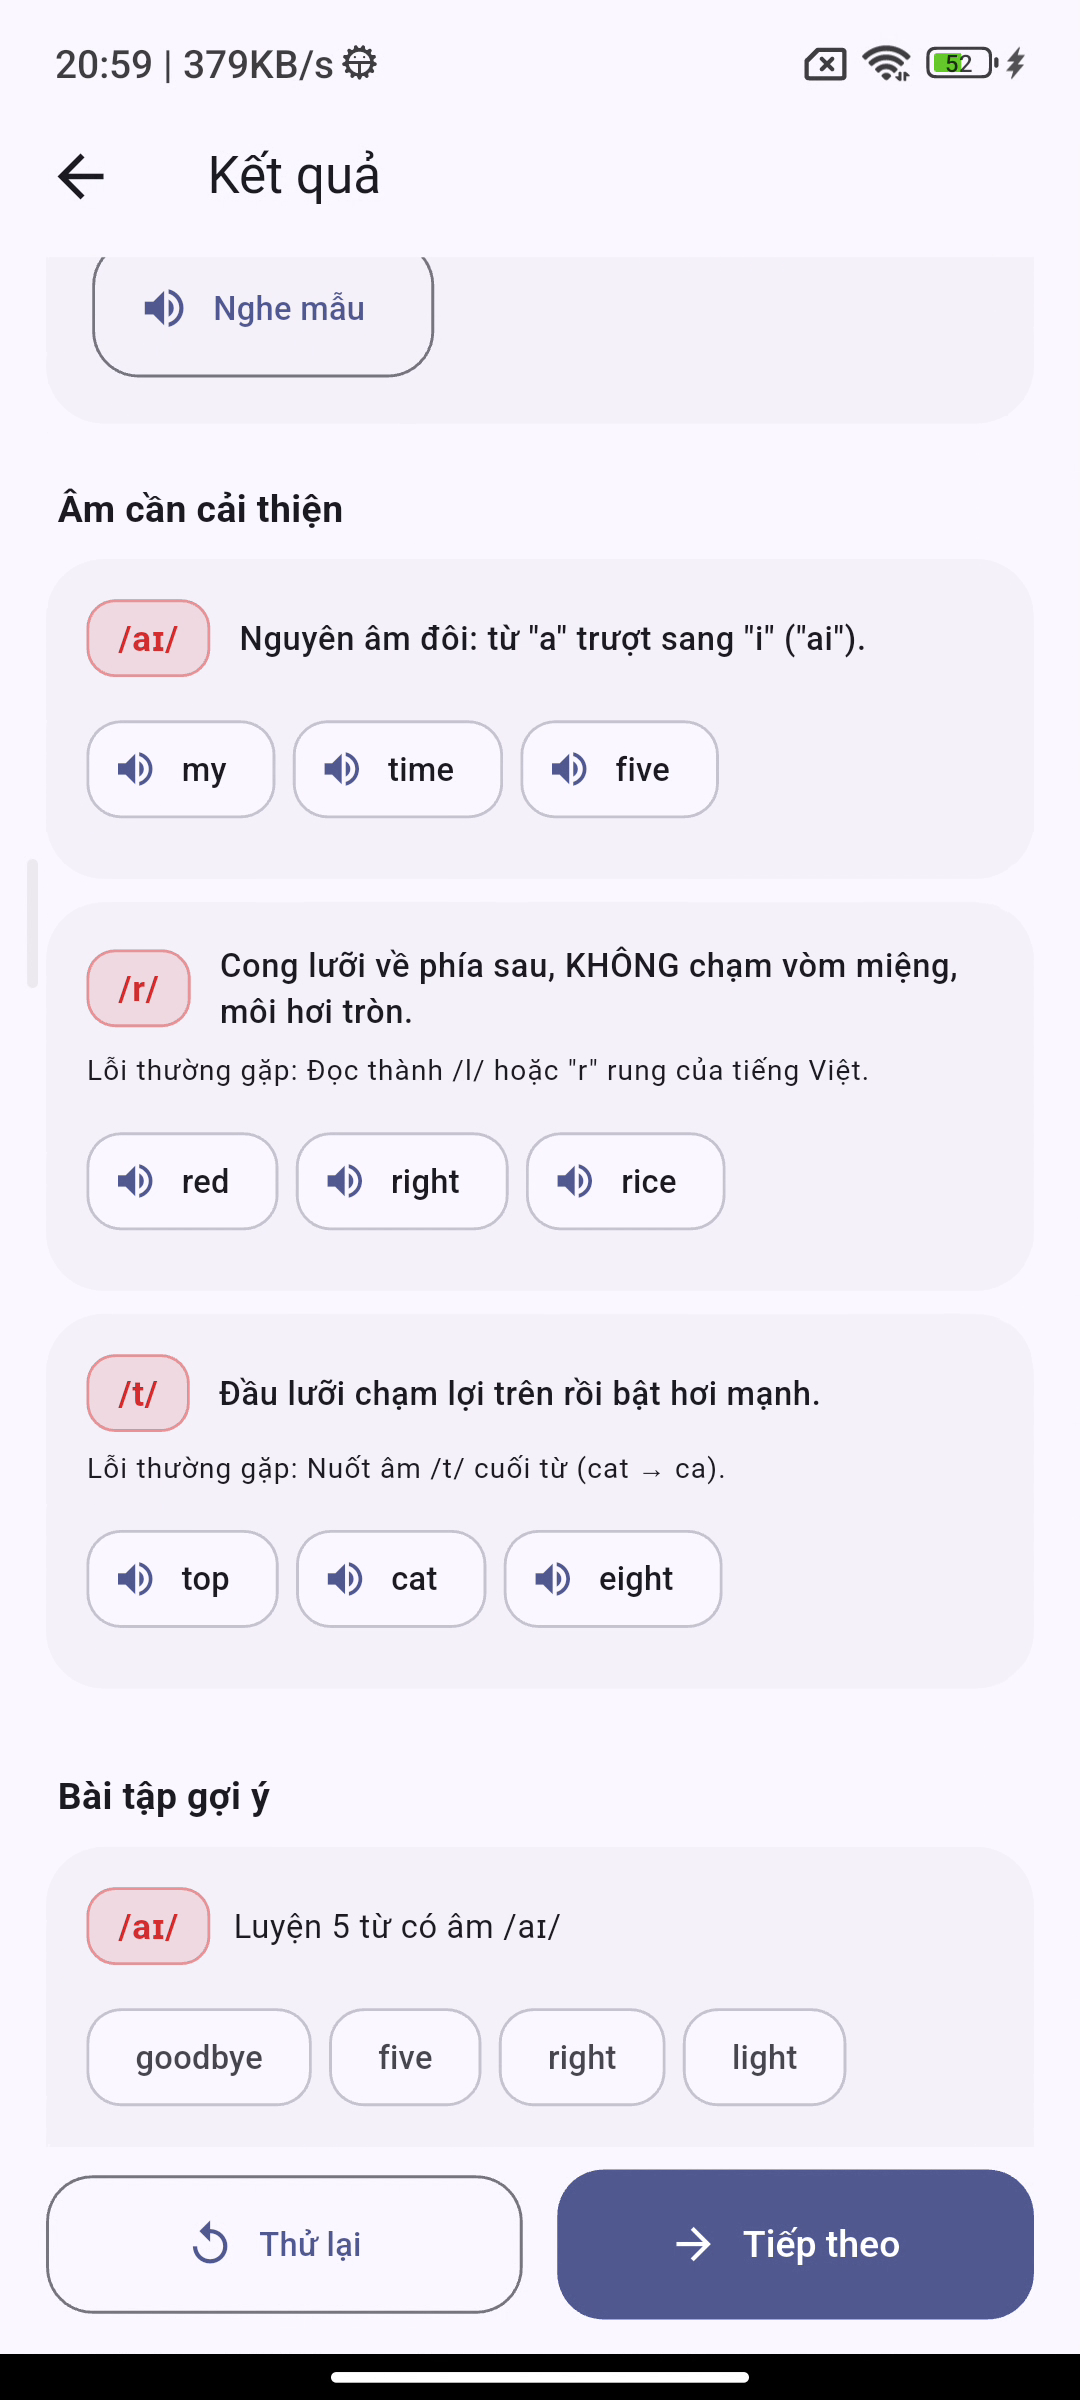 20:59 | 379KB/s
52
Kết quả
Nghe mẫu
Âm cần cải thiện
/aɪ/ Nguyên âm đôi: từ "a" trượt sang "i" ("ai").
my time five
/r/ Cong lưỡi về phía sau, KHÔNG chạm vòm miệng,
môi hơi tròn.
Lỗi thường gặp: Đọc thành /l/ hoặc "r" rung của tiếng Việt.
red right rice
/t/ Đầu lưỡi chạm lợi trên rồi bật hơi mạnh.
Lỗi thường gặp: Nuốt âm /t/ cuối từ (cat → ca).
top cat eight
Bài tập gợi ý
/aɪ/ Luyện 5 từ có âm /aɪ/
goodbye five right light
Thử lại
Tiếp theo